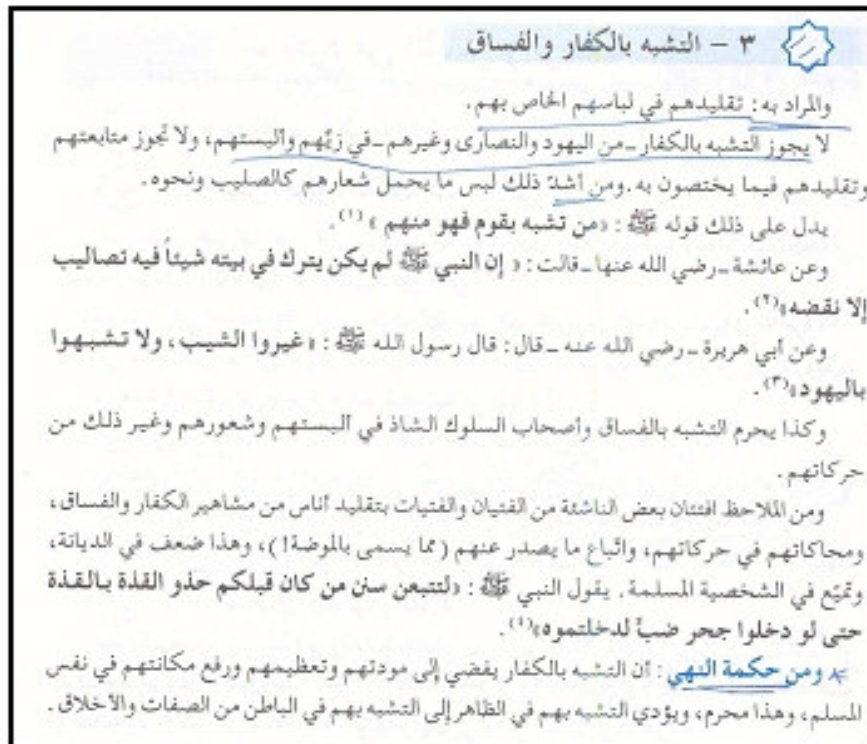 ٣ - التشبه بالكفار والفساق
والمراد به: تقليدهم في لباسهم الخاص بهم.
لا يجوز التشبه بالكفار - من اليهود والنصارى وغيرهم - في زيّهم وألبستهم، ولا تجوز متابعتهم
وتقليدهم فيما يختصون به. ومن أشدّ ذلك لبس ما يحمل شعارهم كالصليب ونحوه.
يدل على ذلك قوله ﷺ: «من تشبه بقوم فهو منهم» (١).
وعن عائشة - رضي الله عنها - قالت: «إن النبي ﷺ لم يكن يترك في بيته شيئاً فيه تصاليب
إلا نقضه» (٢).
وعن أبي هريرة - رضي الله عنه - قال: قال رسول الله ﷺ: «غيروا الشيب، ولا تشبهوا
باليهود» (٣).
وكذا يحرم التشبه بالفساق وأصحاب السلوك الشاذ في ألبستهم وشعورهم وغير ذلك من
حركاتهم.
ومن الملاحظ افتتان بعض الناشئة من الفتيان والفتيات بتقليد أناس من مشاهير الكفار والفساق،
ومحاكاتهم في حركاتهم، واتّباع ما يصدر عنهم (مما يسمى بالموضة!)، وهذا ضعف في الديانة،
وتميّع في الشخصية المسلمة. يقول النبي ﷺ: «لتتبعن سنن من كان قبلكم حذو القذة بالقذة
حتى لو دخلوا جحر ضبّ لدخلتموه» (٤).
* ومن حكمة النهي: أن التشبه بالكفار يفضي إلى مودتهم وتعظيمهم ورفع مكانتهم في نفس
المسلم، وهذا محرم، ويؤدي التشبه بهم في الظاهر إلى التشبه بهم في الباطن من الصفات والأخلاق.